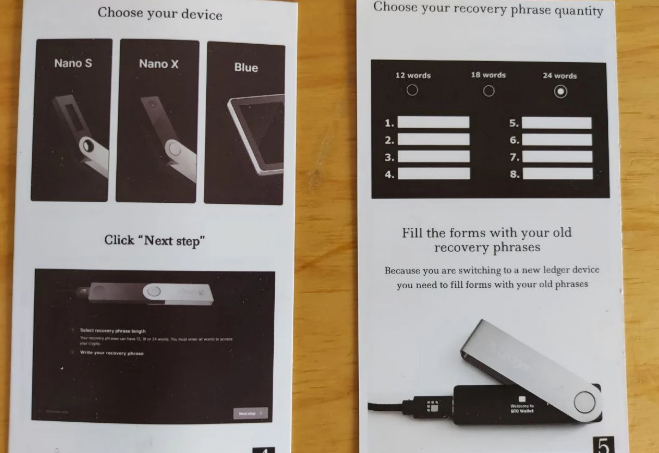 Choose your device
Nano S
Nano X
Blue
Click "Next step"
Select recovery phrase length
Your recovery phrase can have 12, 18 or 24 words. You must enter all words to access
your crypto.
Write your recovery phrase
Next step
4
Choose your recovery phrase quantity
12 words
18 words
24 words
1.
2.
3.
4.
5.
6.
7.
8.
Fill the forms with your old
recovery phrases
Because you are switching to a new ledger device
you need to fill forms with your old phrases
Welcome to
5